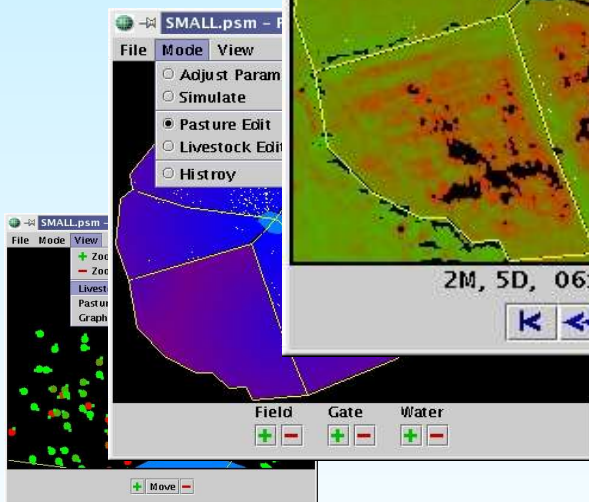 SMALL.psm –
File Mode View
Adjust Param
Simulate
Pasture Edit
Livestock Edit
Histroy
2M, 5D, 06:
SMALL.psm –
File Mode View
Zoo
Zoo
Livest
Pastur
Graph
Field Gate Water
Move